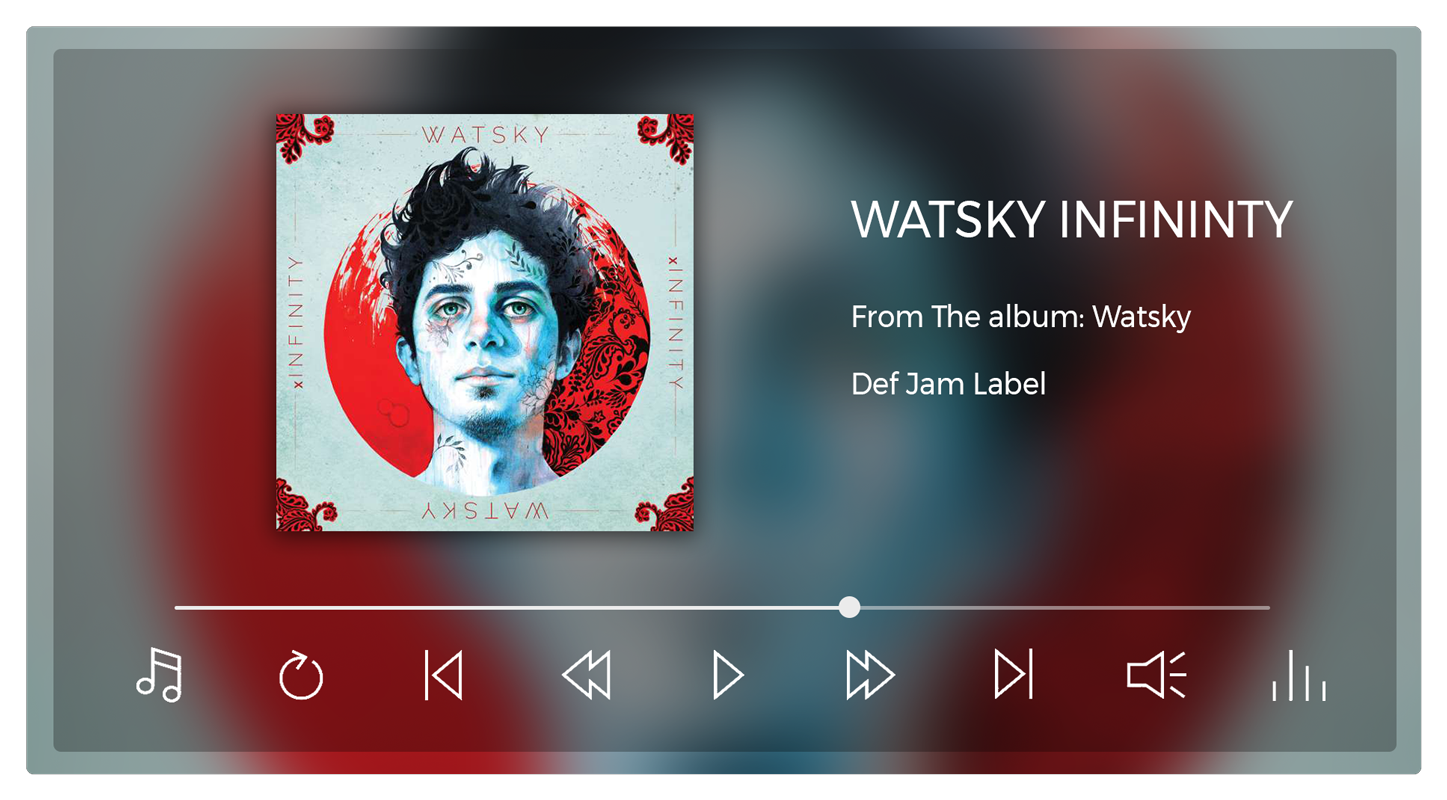 WATSKY
xINFINITY
xINFINITY
WATSKY
WATSKY INFININTY
From The album: Watsky
Def Jam Label